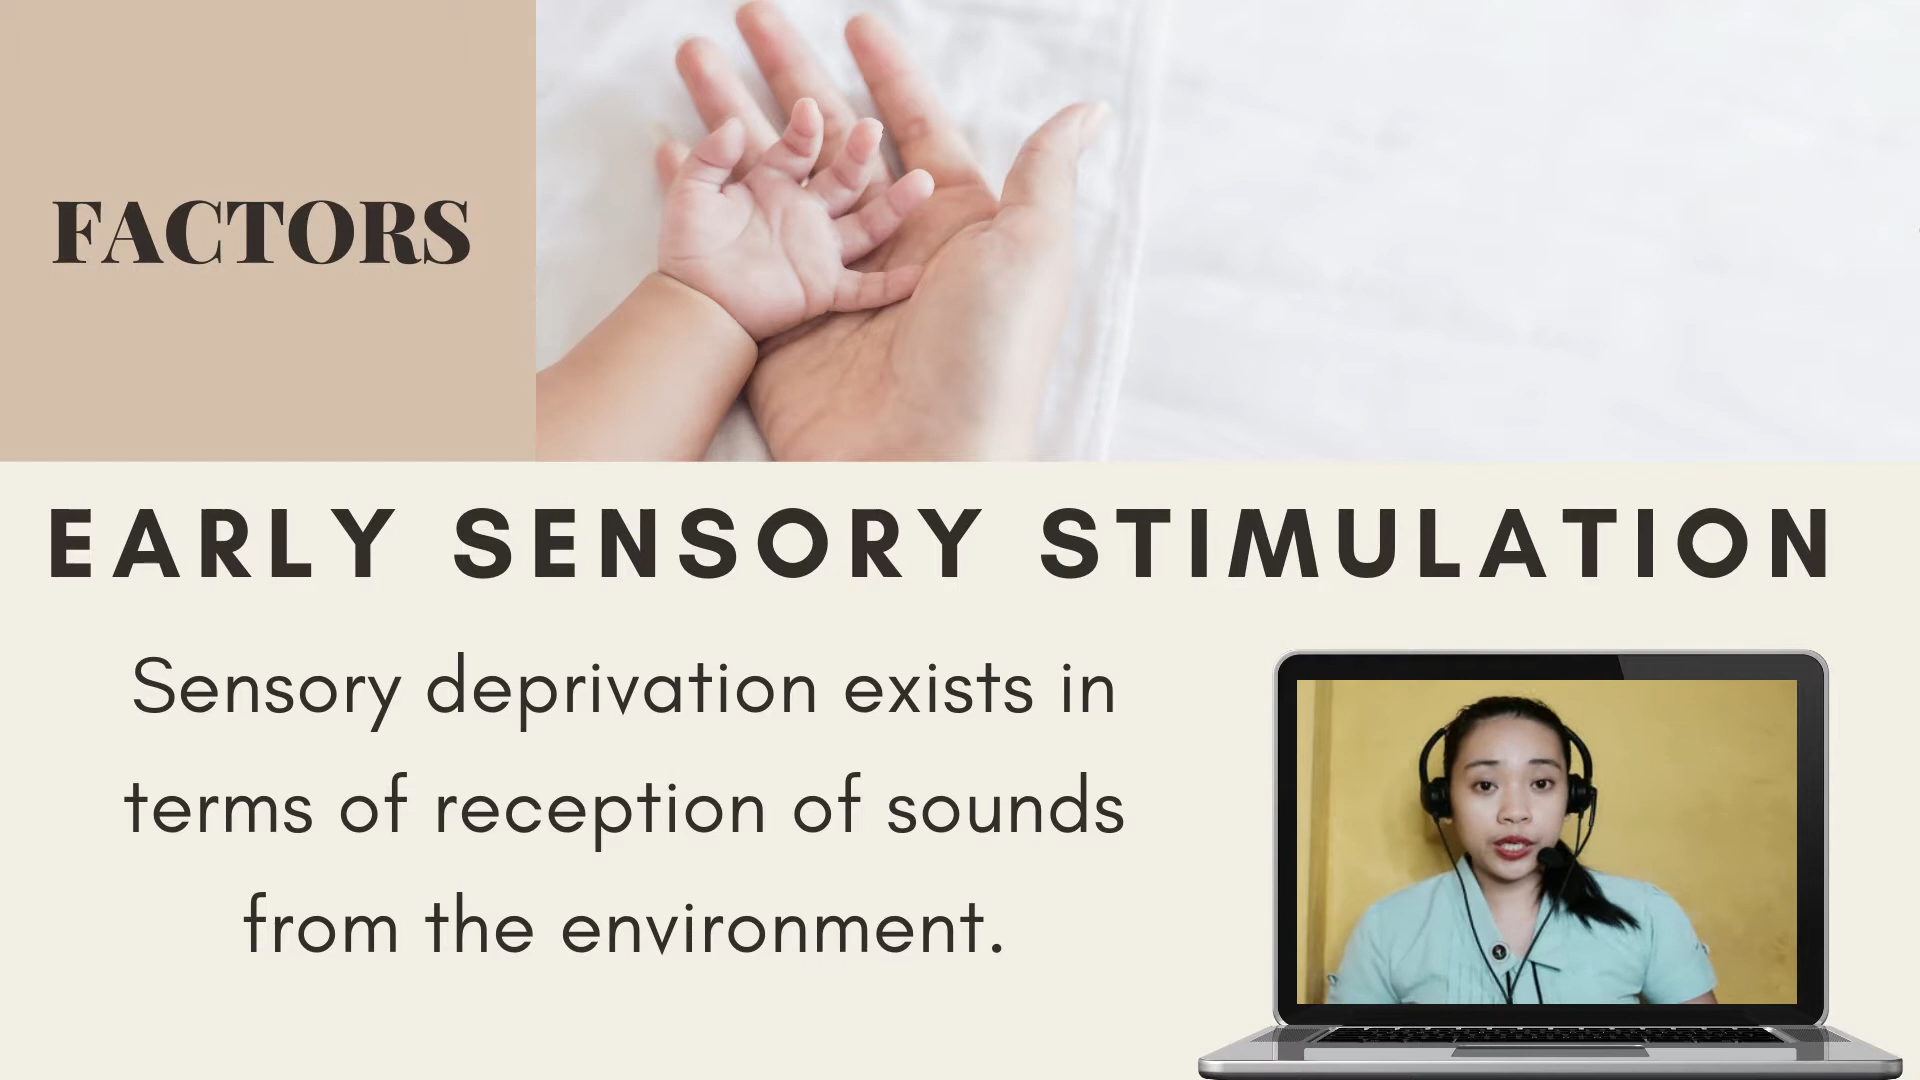 FACTORS
EARLY SENSORY STIMULATION
Sensory deprivation exists in
terms of reception of sounds
from the environment.